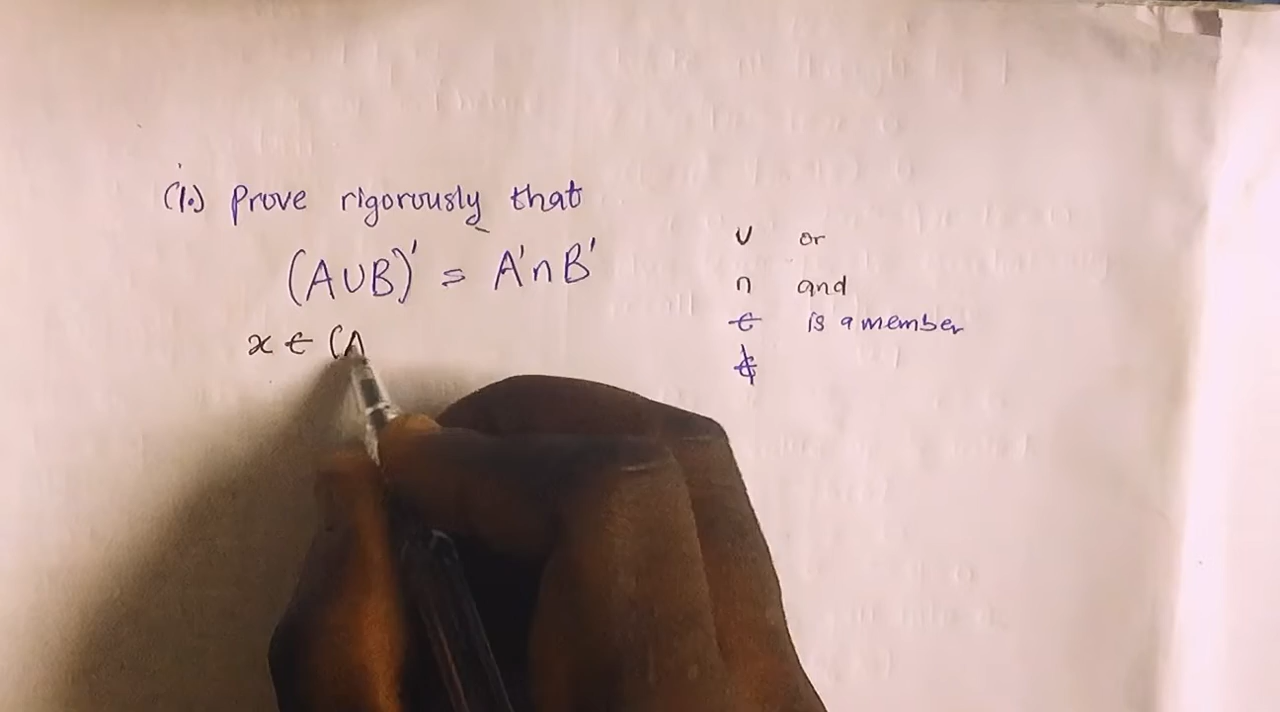 (1.) Prove rigorously that
(A∪B)' = A'∩B'
x ∈ (A
∪ or
∩ and
∈ is a member
∉